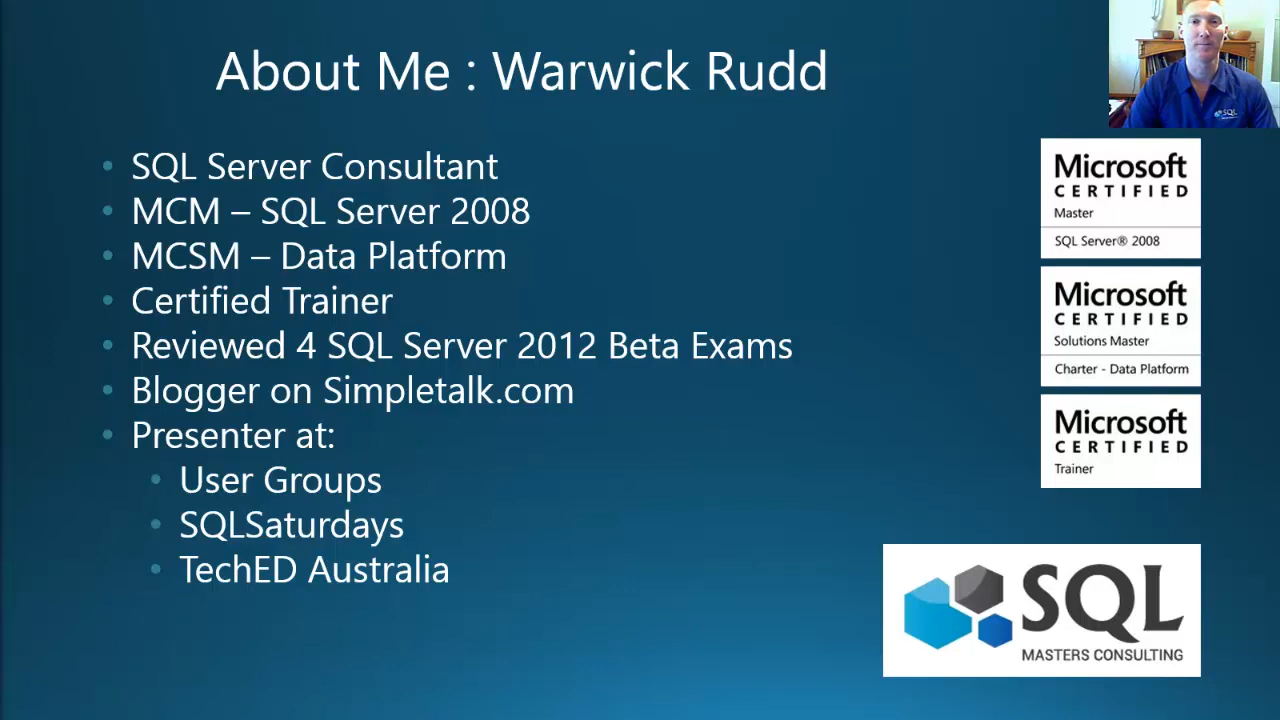 About Me : Warwick Rudd
SQL
• SQL Server Consultant
• MCM – SQL Server 2008
• MCSM – Data Platform
• Certified Trainer
• Reviewed 4 SQL Server 2012 Beta Exams
• Blogger on Simpletalk.com
• Presenter at:
• User Groups
• SQLSaturdays
• TechED Australia
Microsoft
CERTIFIED
Master
SQL Server® 2008
Microsoft
CERTIFIED
Solutions Master
Charter - Data Platform
Microsoft
CERTIFIED
Trainer
SQL
MASTERS CONSULTING